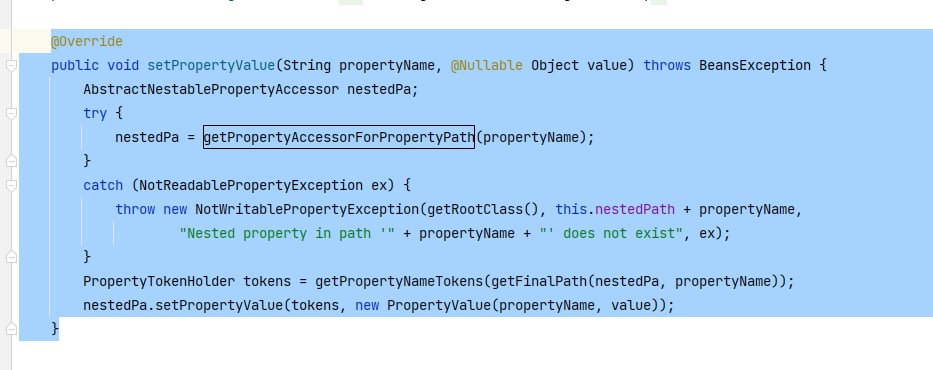 @Override
public void setPropertyValue(String propertyName, @Nullable Object value) throws BeansException {
    AbstractNestablePropertyAccessor nestedPa;
    try {
        nestedPa = getPropertyAccessorForPropertyPath(propertyName);
    }
    catch (NotReadablePropertyException ex) {
        throw new NotWritablePropertyException(getRootClass(), this.nestedPath + propertyName,
                "Nested property in path '" + propertyName + "' does not exist", ex);
    }
    PropertyTokenHolder tokens = getPropertyNameTokens(getFinalPath(nestedPa, propertyName));
    nestedPa.setPropertyValue(tokens, new PropertyValue(propertyName, value));
}